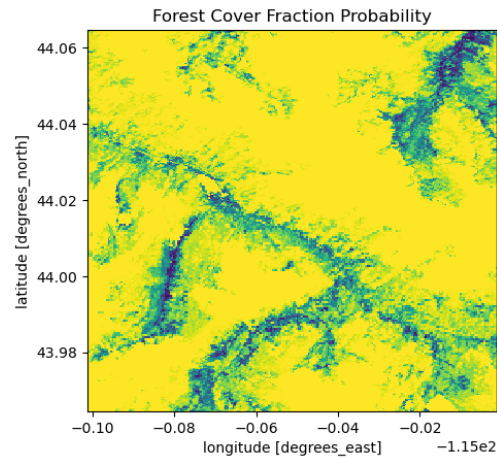 Forest Cover Fraction Probability
44.06
44.04
44.02
44.00
43.98
latitude [degrees_north]
−0.10 −0.08 −0.06 −0.04 −0.02
longitude [degrees_east]
−1.15e2